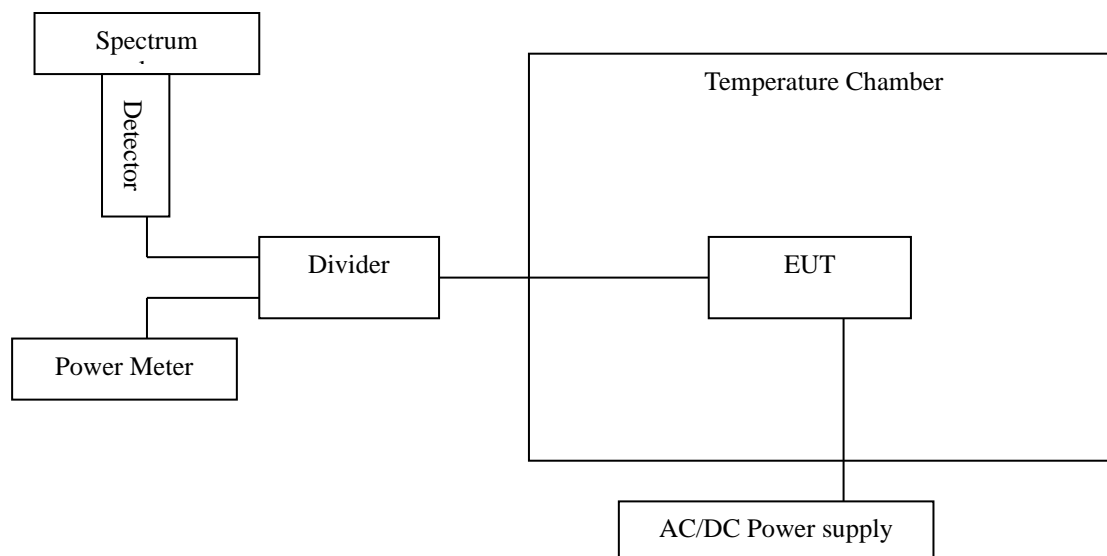 Spectrum
Temperature Chamber
Detector
Divider
EUT
Power Meter
AC/DC Power supply